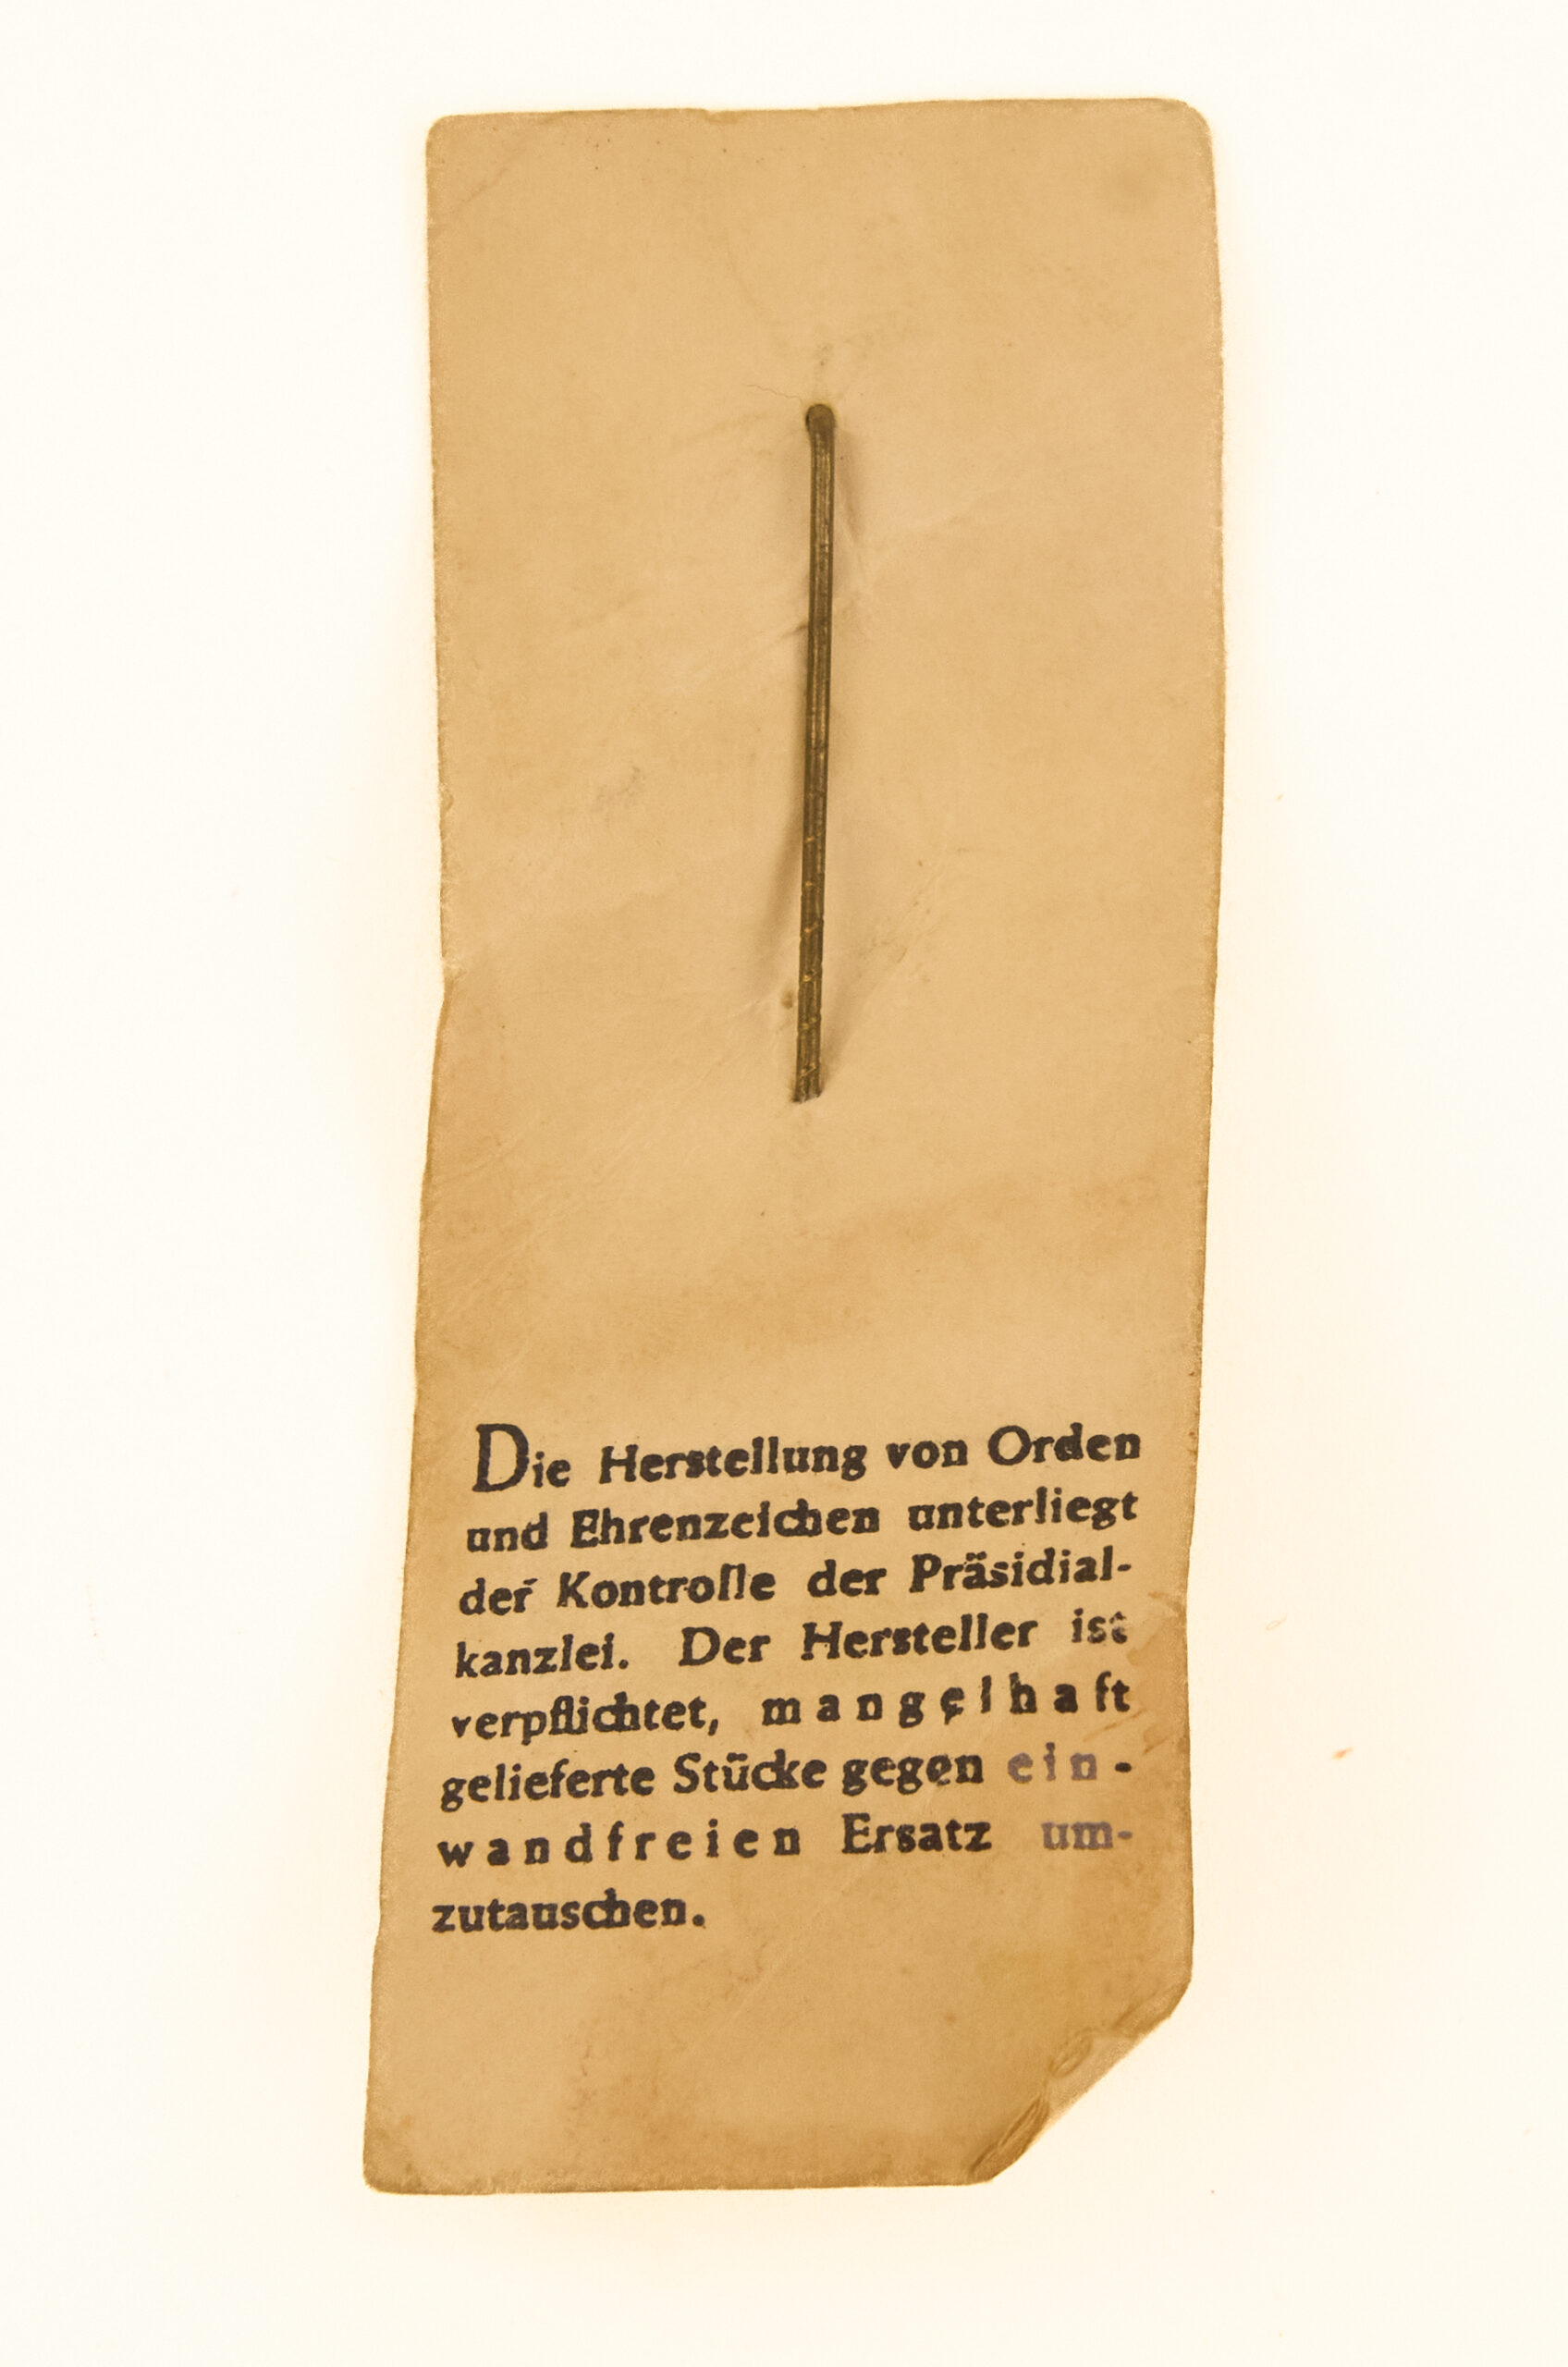 Die Herstellung von Orden
und Ehrenzeichen unterliegt
der Kontrolle der Präsidial-
kanzlei. Der Hersteller ist
verpflichtet, mangelhaft
gelieferte Stücke gegen ein-
wandfreien Ersatz um-
zutauschen.